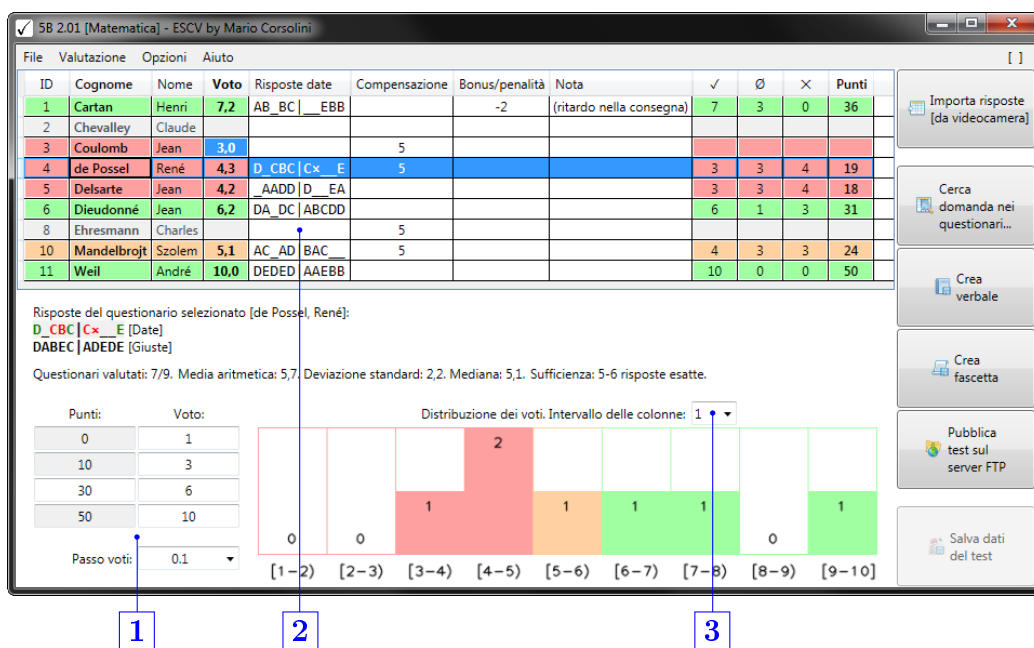 5B 2.01 [Matematica] - ESCV by Mario Corsolini
File Valutazione Opzioni Aiuto [ ]
ID Cognome Nome Voto Risposte date Compensazione Bonus/penalità Nota ✓ Ø × Punti
1 Cartan Henri 7,2 AB_BC|__EBB -2 (ritardo nella consegna) 7 3 0 36
2 Chevalley Claude
3 Coulomb Jean 3,0 5
4 de Possel René 4,3 D_CBC|C×__E 5 3 3 4 19
5 Delsarte Jean 4,2 _AADD|D__EA 3 3 4 18
6 Dieudonné Jean 6,2 DA_DC|ABCDD 6 1 3 31
8 Ehresmann Charles 5
10 Mandelbrojt Szolem 5,1 AC_AD|BAC__ 5 4 3 3 24
11 Weil André 10,0 DEDED|AAEBB 10 0 0 50
Importa risposte
[da videocamera]
Cerca
domanda nei
questionari...
Crea
verbale
Crea
fascetta
Pubblica
test sul
server FTP
Salva dati
del test
Risposte del questionario selezionato [de Possel, René]:
D_CBC|C×__E [Date]
DABEC|ADEDE [Giuste]
Questionari valutati: 7/9. Media aritmetica: 5,7. Deviazione standard: 2,2. Mediana: 5,1. Sufficienza: 5-6 risposte esatte.
Punti: Voto:
0 1
10 3
30 6
50 10
Passo voti: 0.1
Distribuzione dei voti. Intervallo delle colonne: 1
0 0 1 2 1 1 1 0 1
[1-2) [2-3) [3-4) [4-5) [5-6) [6-7) [7-8) [8-9) [9-10]
1 2 3